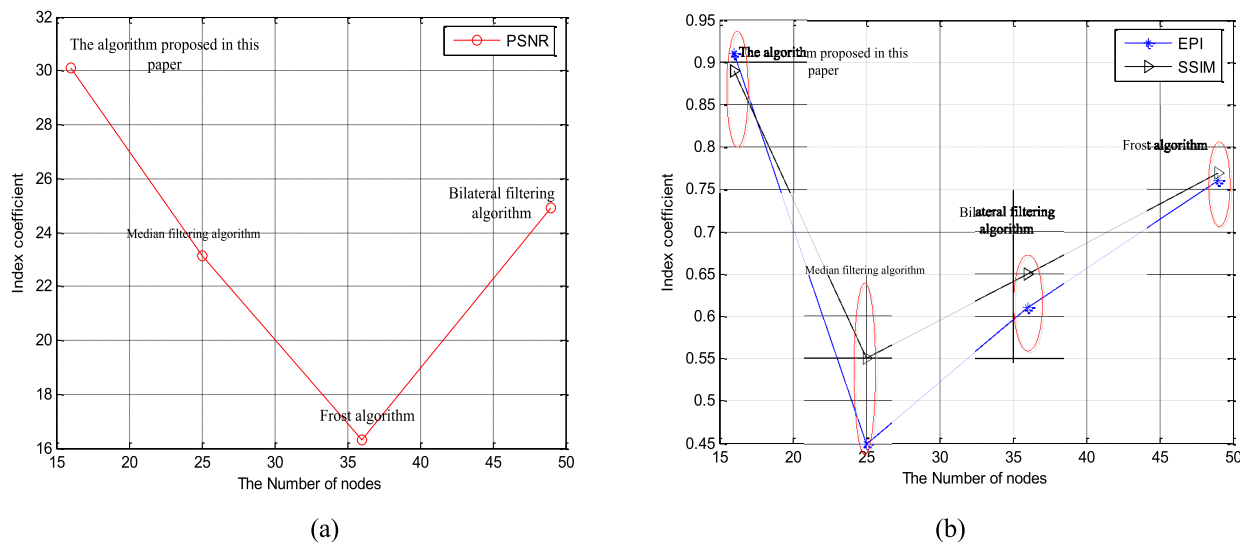 32
30
28
26
24
22
20
18
16
Index coefficient
The algorithm proposed in this
paper
PSNR
Median filtering algorithm
Bilateral filtering
algorithm
Frost algorithm
15 20 25 30 35 40 45 50
The Number of nodes
(a)
0.95
0.9
0.85
0.8
0.75
0.7
0.65
0.6
0.55
0.5
0.45
Index coefficient
The algorithm proposed in this
paper
EPI
SSIM
Frost algorithm
Bilateral filtering
algorithm
Median filtering algorithm
15 20 25 30 35 40 45 50
The Number of nodes
(b)